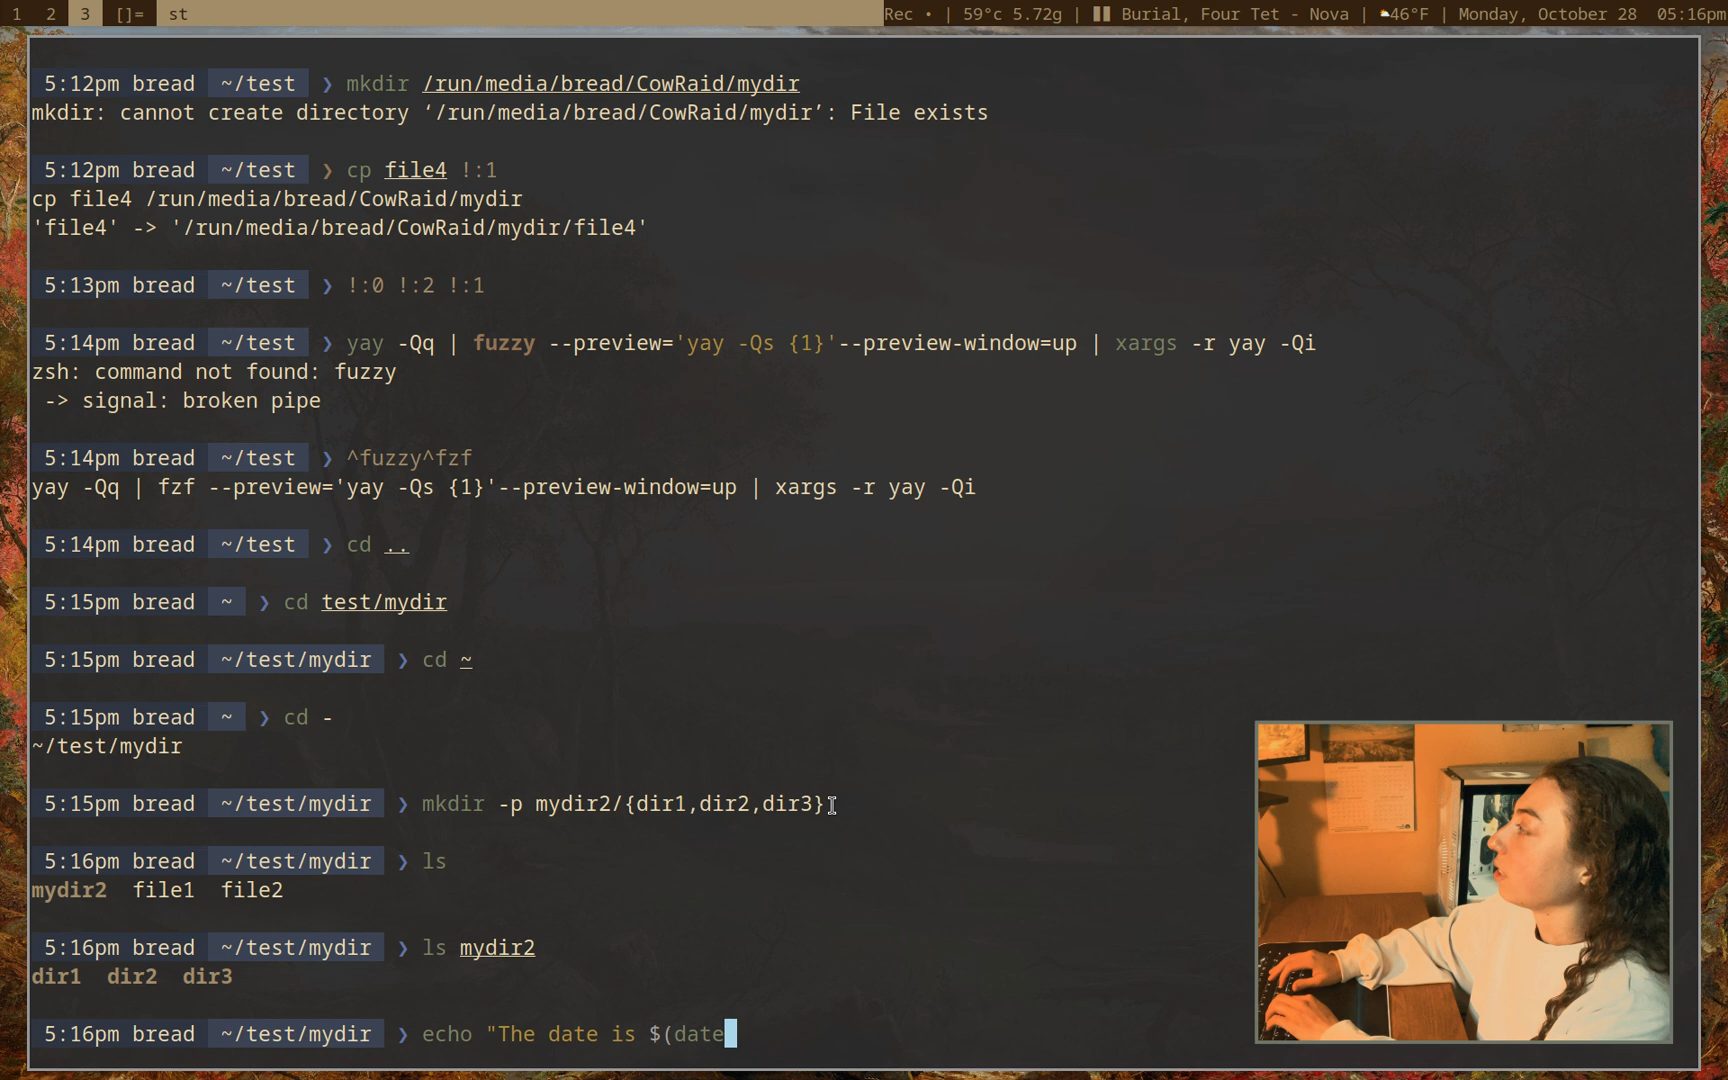 1 2 3 []= st Rec • | 59°c 5.72g | ▮▮ Burial, Four Tet - Nova | ⛅46°F | Monday, October 28 05:16pm
5:12pm bread ~/test ❯ mkdir /run/media/bread/CowRaid/mydir
mkdir: cannot create directory ‘/run/media/bread/CowRaid/mydir’: File exists
5:12pm bread ~/test ❯ cp file4 !:1
cp file4 /run/media/bread/CowRaid/mydir
'file4' -> '/run/media/bread/CowRaid/mydir/file4'
5:13pm bread ~/test ❯ !:0 !:2 !:1
5:14pm bread ~/test ❯ yay -Qq | fuzzy --preview='yay -Qs {1}'--preview-window=up | xargs -r yay -Qi
zsh: command not found: fuzzy
-> signal: broken pipe
5:14pm bread ~/test ❯ ^fuzzy^fzf
yay -Qq | fzf --preview='yay -Qs {1}'--preview-window=up | xargs -r yay -Qi
5:14pm bread ~/test ❯ cd ..
5:15pm bread ~ ❯ cd test/mydir
5:15pm bread ~/test/mydir ❯ cd ~
5:15pm bread ~ ❯ cd -
~/test/mydir
5:15pm bread ~/test/mydir ❯ mkdir -p mydir2/{dir1,dir2,dir3}
5:16pm bread ~/test/mydir ❯ ls
mydir2 file1 file2
5:16pm bread ~/test/mydir ❯ ls mydir2
dir1 dir2 dir3
5:16pm bread ~/test/mydir ❯ echo "The date is $(date